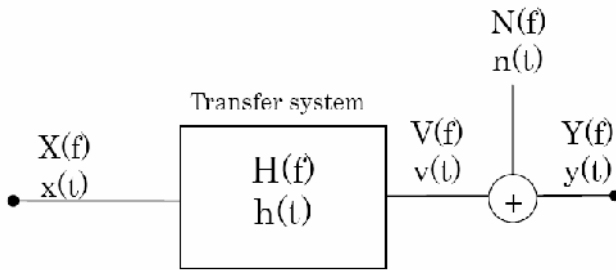 N(f)
n(t)
Transfer system
X(f)
x(t)
H(f)
h(t)
V(f)
v(t)
Y(f)
y(t)
+